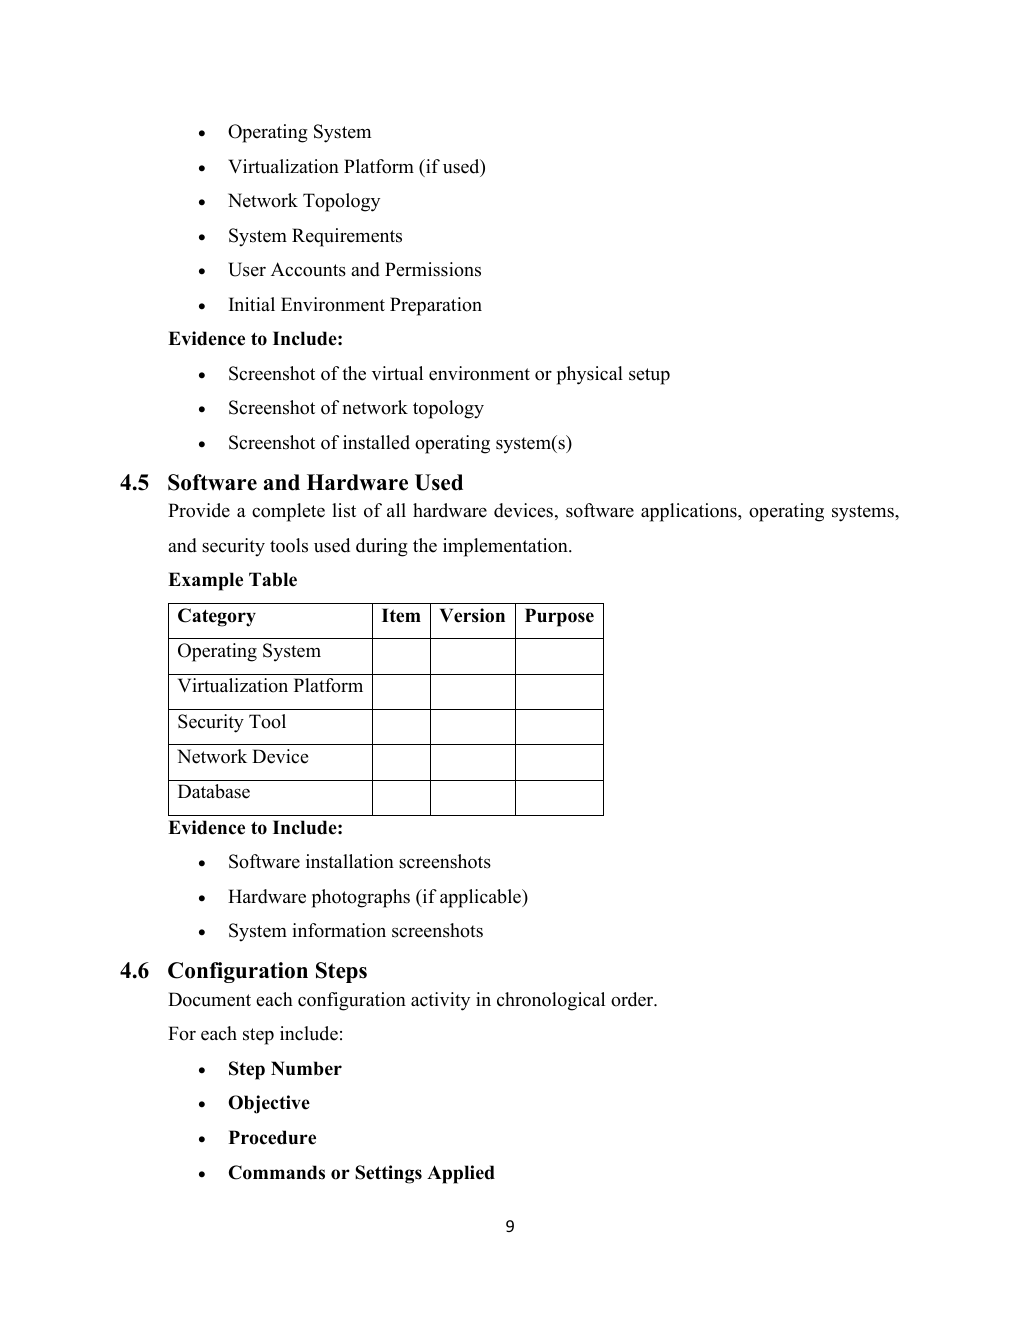 • Operating System
• Virtualization Platform (if used)
• Network Topology
• System Requirements
• User Accounts and Permissions
• Initial Environment Preparation
Evidence to Include:
• Screenshot of the virtual environment or physical setup
• Screenshot of network topology
• Screenshot of installed operating system(s)
4.5 Software and Hardware Used
Provide a complete list of all hardware devices, software applications, operating systems,
and security tools used during the implementation.
Example Table
Category Item Version Purpose
Operating System
Virtualization Platform
Security Tool
Network Device
Database
Evidence to Include:
• Software installation screenshots
• Hardware photographs (if applicable)
• System information screenshots
4.6 Configuration Steps
Document each configuration activity in chronological order.
For each step include:
• Step Number
• Objective
• Procedure
• Commands or Settings Applied
9